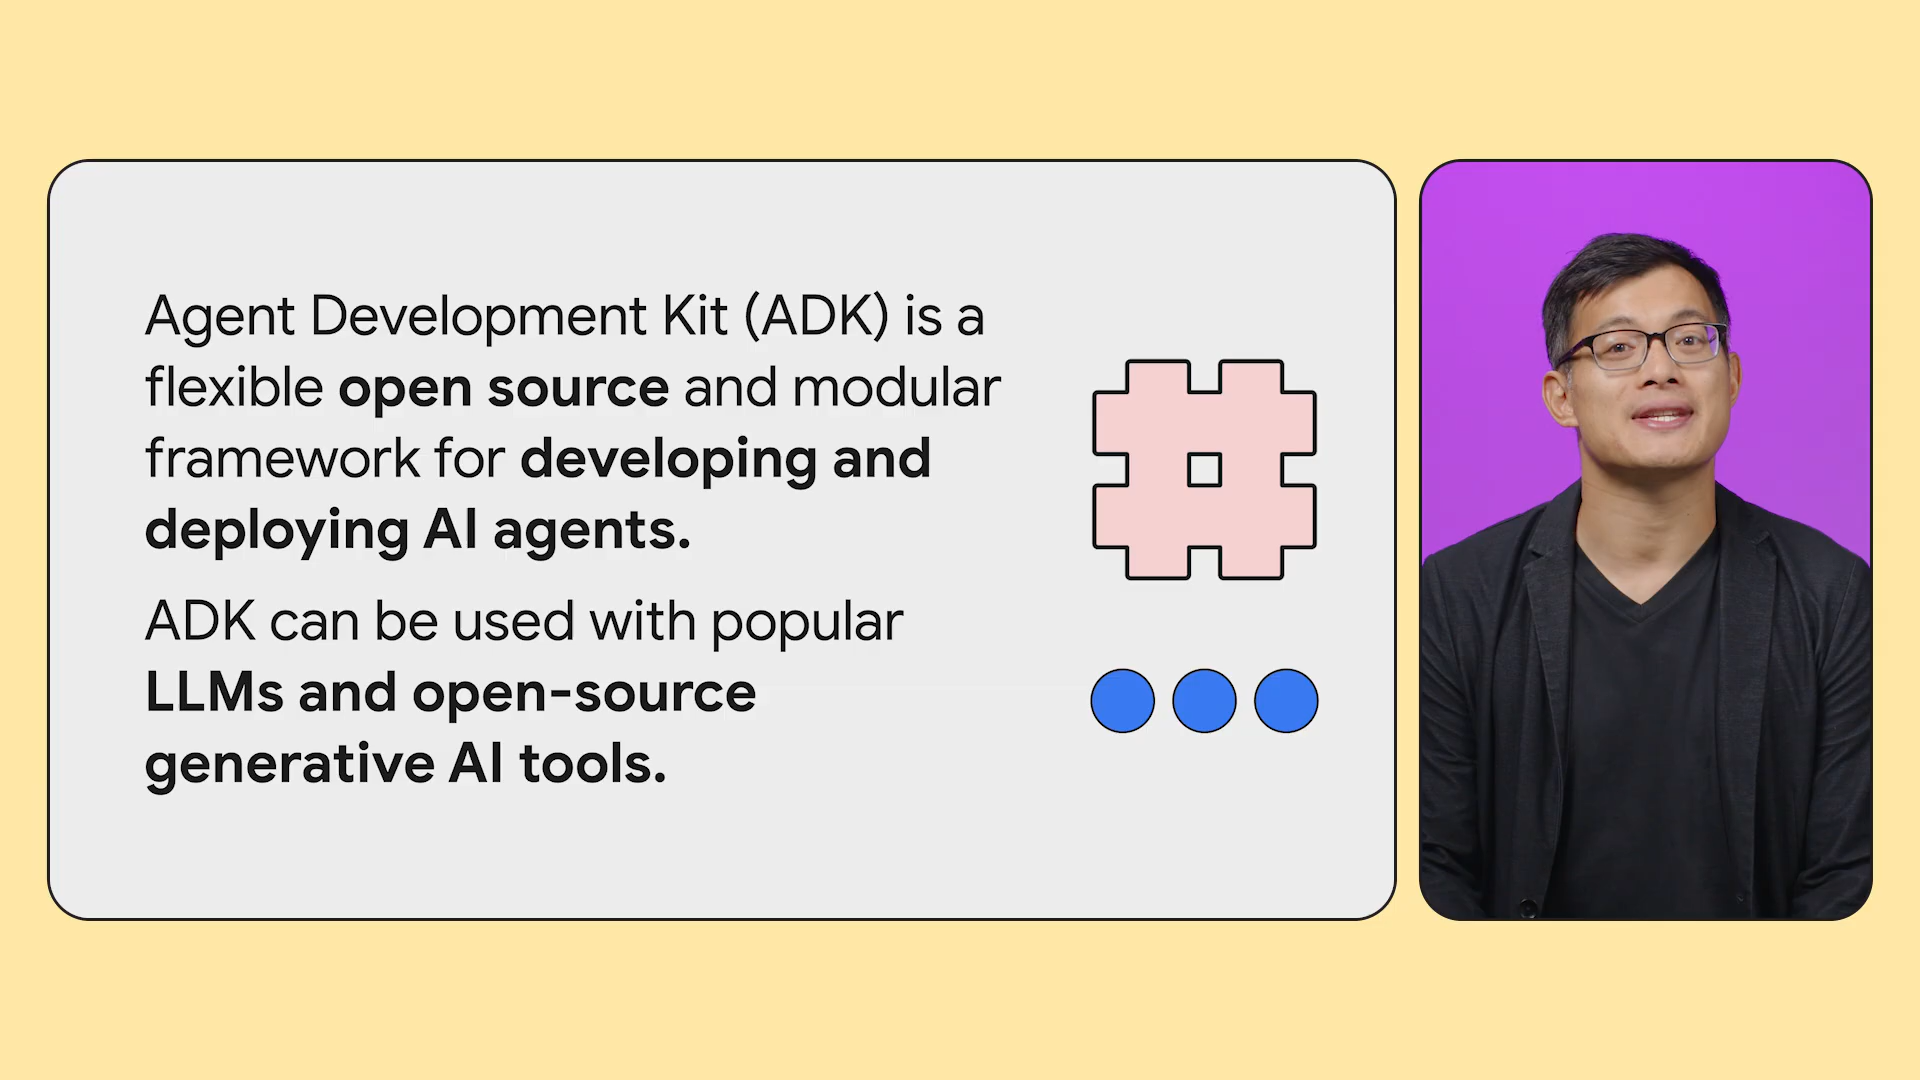 Agent Development Kit (ADK) is a
flexible open source and modular
framework for developing and
deploying AI agents.
ADK can be used with popular
LLMs and open-source
generative AI tools.